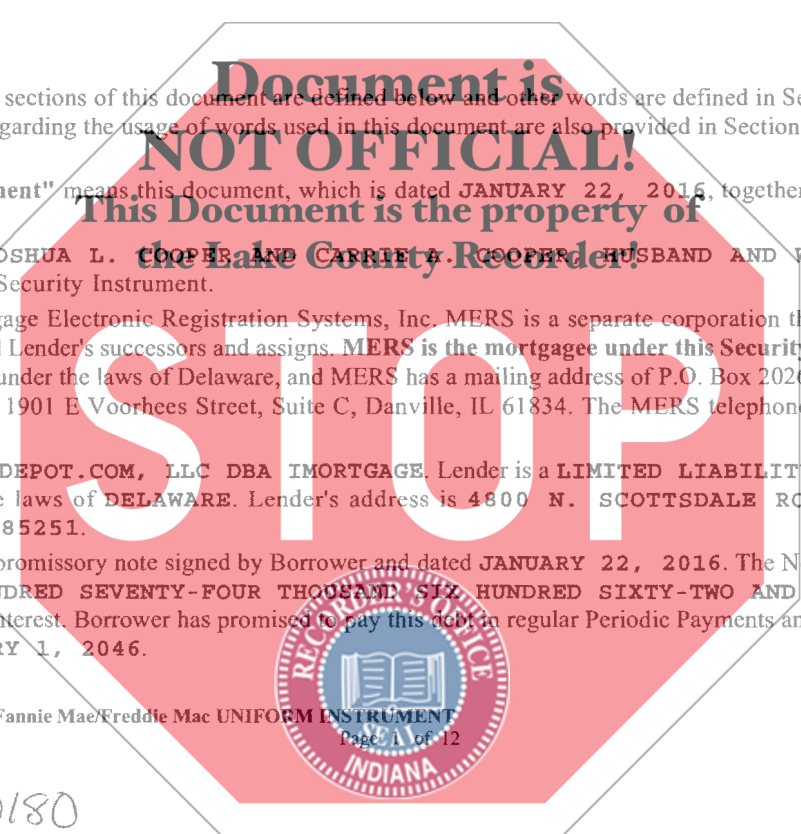 Document is
sections of this document are defined below and other words are defined in Se
egarding the usage of words used in this document are also provided in Section
NOT OFFICIAL!
ment" means this document, which is dated JANUARY 22, 2016, together
This Document is the property of
OSHUA L. COOPER AND CARRIE A. COOPER, HUSBAND AND W
the Lake County Recorder!
Security Instrument.
gage Electronic Registration Systems, Inc. MERS is a separate corporation th
d Lender's successors and assigns. MERS is the mortgagee under this Security
under the laws of Delaware, and MERS has a mailing address of P.O. Box 2026
1901 E Voorhees Street, Suite C, Danville, IL 61834. The MERS telephone
STOP
DEPOT.COM, LLC DBA IMORTGAGE. Lender is a LIMITED LIABILIT
e laws of DELAWARE. Lender's address is 4800 N. SCOTTSDALE RO
85251.
promissory note signed by Borrower and dated JANUARY 22, 2016. The N
NDRED SEVENTY-FOUR THOUSAND SIX HUNDRED SIXTY-TWO AND
nterest. Borrower has promised to pay this debt in regular Periodic Payments an
RY 1, 2046.
RECORDER'S OFFICE
SEAL
INDIANA
Fannie Mae/Freddie Mac UNIFORM INSTRUMENT
Page 1 of 12
0180